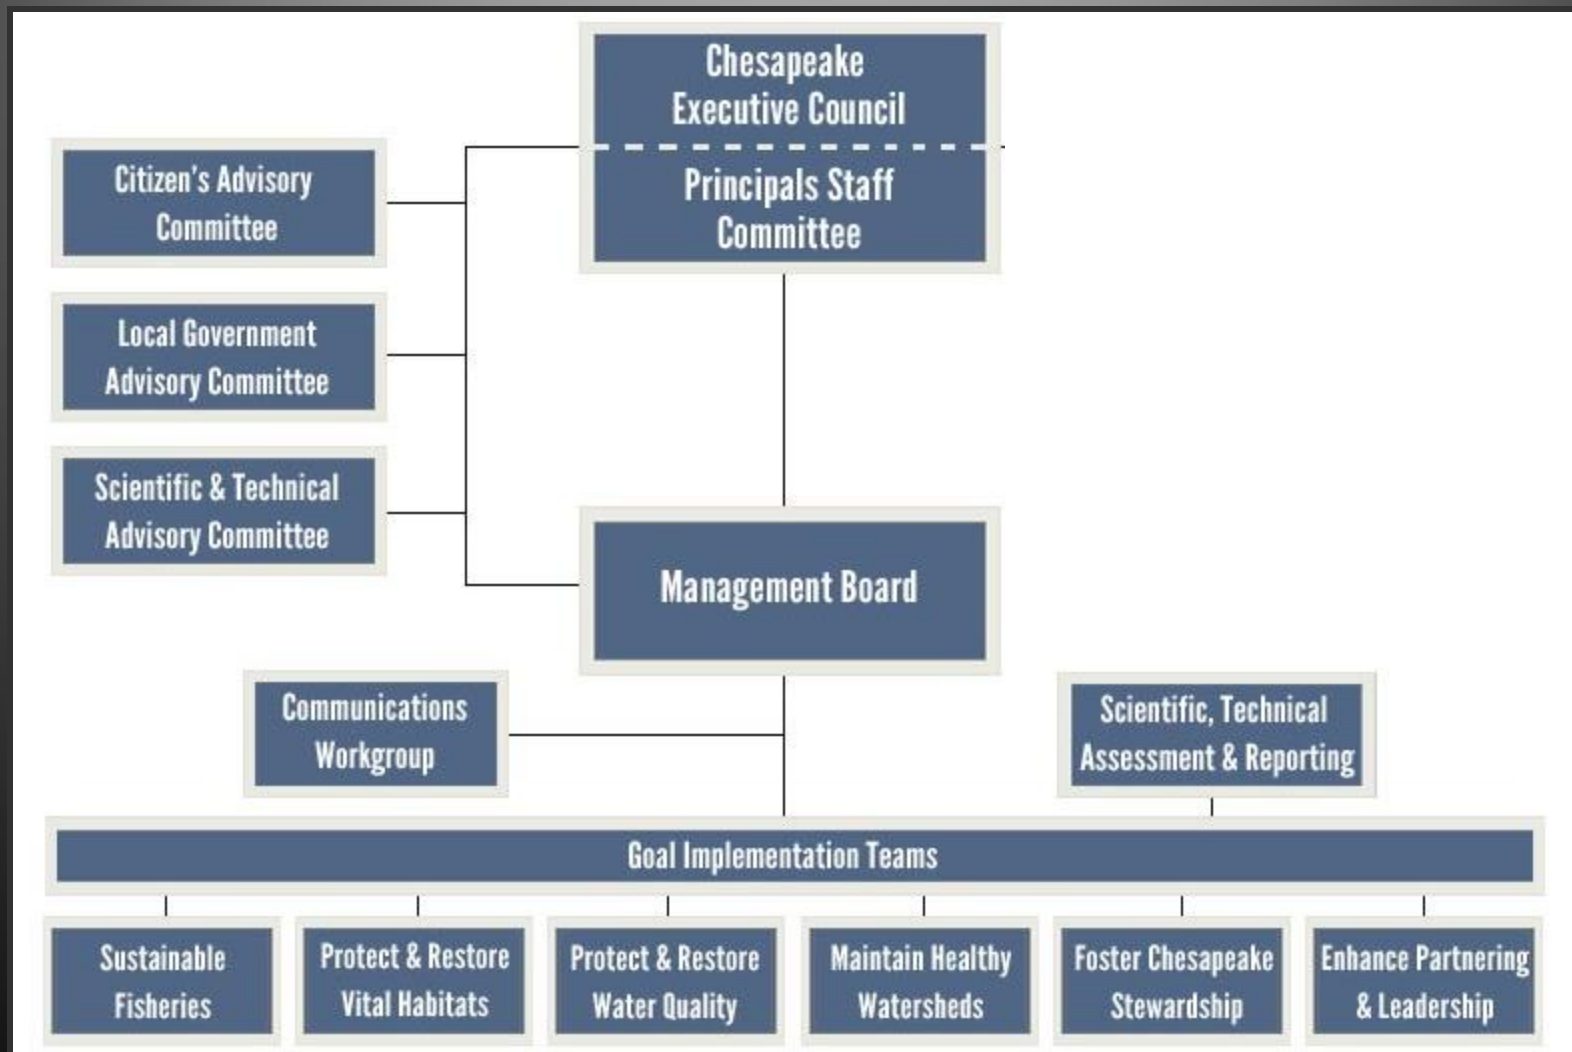 Chesapeake
Executive Council
Principals Staff
Committee
Citizen's Advisory
Committee
Local Government
Advisory Committee
Scientific & Technical
Advisory Committee
Management Board
Communications
Workgroup
Scientific, Technical
Assessment & Reporting
Goal Implementation Teams
Sustainable
Fisheries
Protect & Restore
Vital Habitats
Protect & Restore
Water Quality
Maintain Healthy
Watersheds
Foster Chesapeake
Stewardship
Enhance Partnering
& Leadership